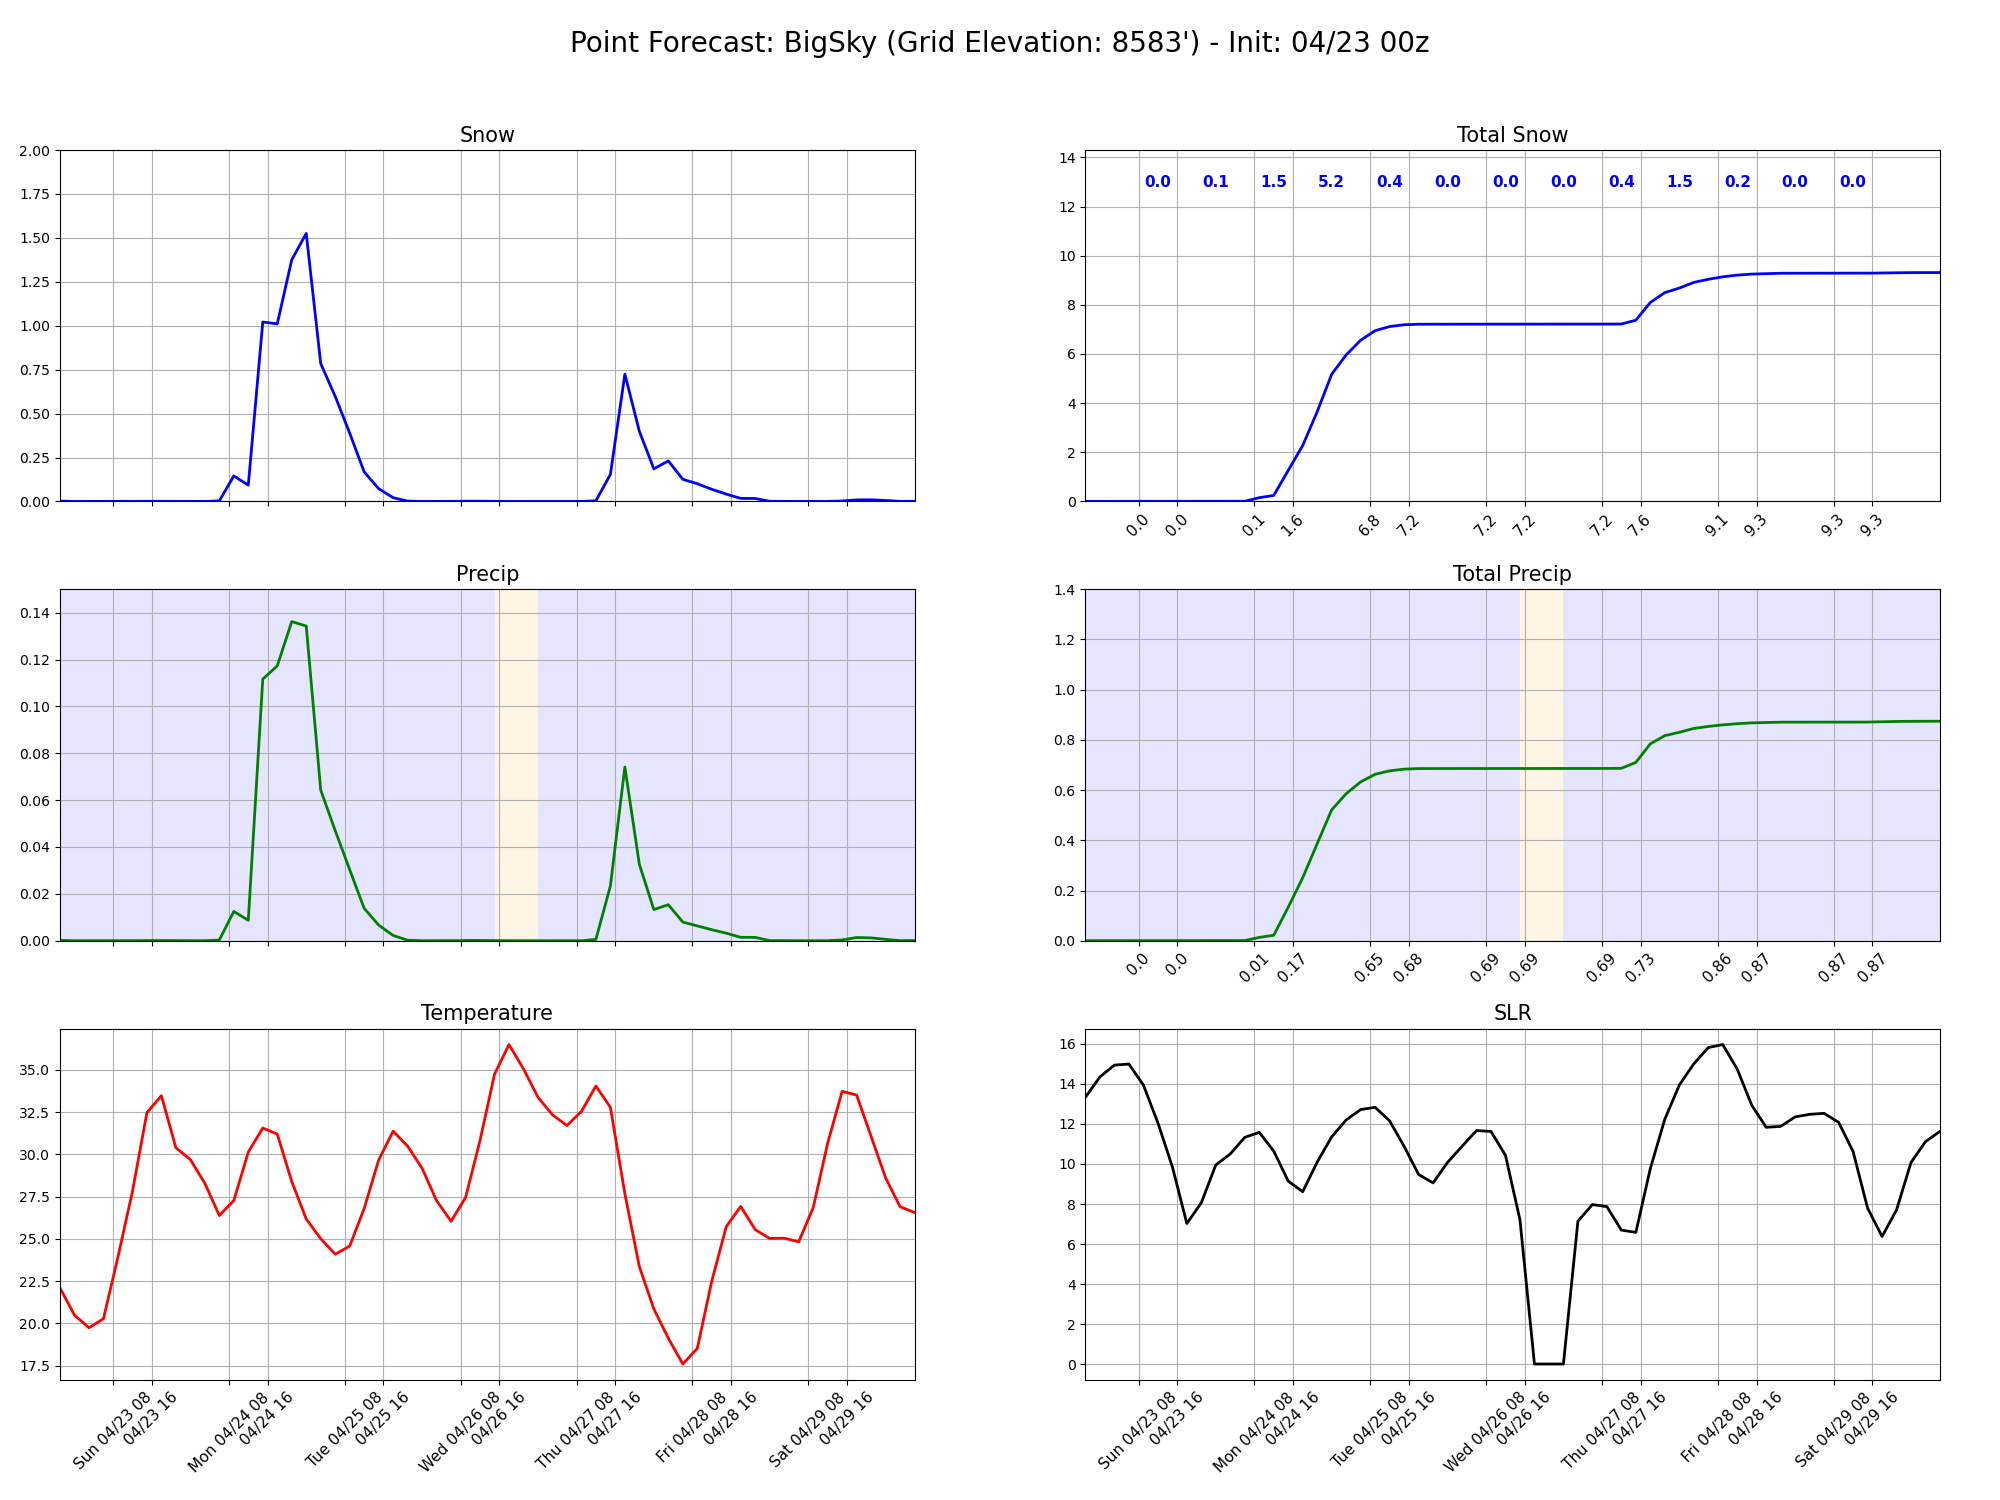 Point Forecast: BigSky (Grid Elevation: 8583') - Init: 04/23 00z
Snow
2.00
1.75
1.50
1.25
1.00
0.75
0.50
0.25
0.00
Total Snow
14
12
10
8
6
4
2
0
0.0 0.1 1.5 5.2 0.4 0.0 0.0 0.0 0.4 1.5 0.2 0.0 0.0
0.0 0.0 0.1 1.6 6.8 7.2 7.2 7.2 7.2 7.6 9.1 9.3 9.3 9.3
Precip
0.14
0.12
0.10
0.08
0.06
0.04
0.02
0.00
Total Precip
1.4
1.2
1.0
0.8
0.6
0.4
0.2
0.0
0.0 0.0 0.01 0.17 0.65 0.68 0.69 0.69 0.69 0.73 0.86 0.87 0.87 0.87
Temperature
35.0
32.5
30.0
27.5
25.0
22.5
20.0
17.5
Sun 04/23 08
04/23 16
Mon 04/24 08
04/24 16
Tue 04/25 08
04/25 16
Wed 04/26 08
04/26 16
Thu 04/27 08
04/27 16
Fri 04/28 08
04/28 16
Sat 04/29 08
04/29 16
SLR
16
14
12
10
8
6
4
2
0
Sun 04/23 08
04/23 16
Mon 04/24 08
04/24 16
Tue 04/25 08
04/25 16
Wed 04/26 08
04/26 16
Thu 04/27 08
04/27 16
Fri 04/28 08
04/28 16
Sat 04/29 08
04/29 16